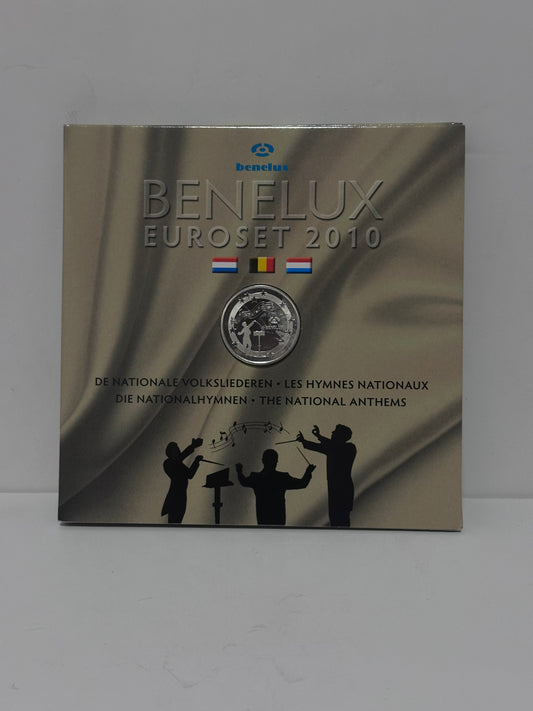 benelux
BENELUX
EUROSET 2010
DE NATIONALE VOLKSLIEDEREN • LES HYMNES NATIONAUX
DIE NATIONALHYMNEN • THE NATIONAL ANTHEMS